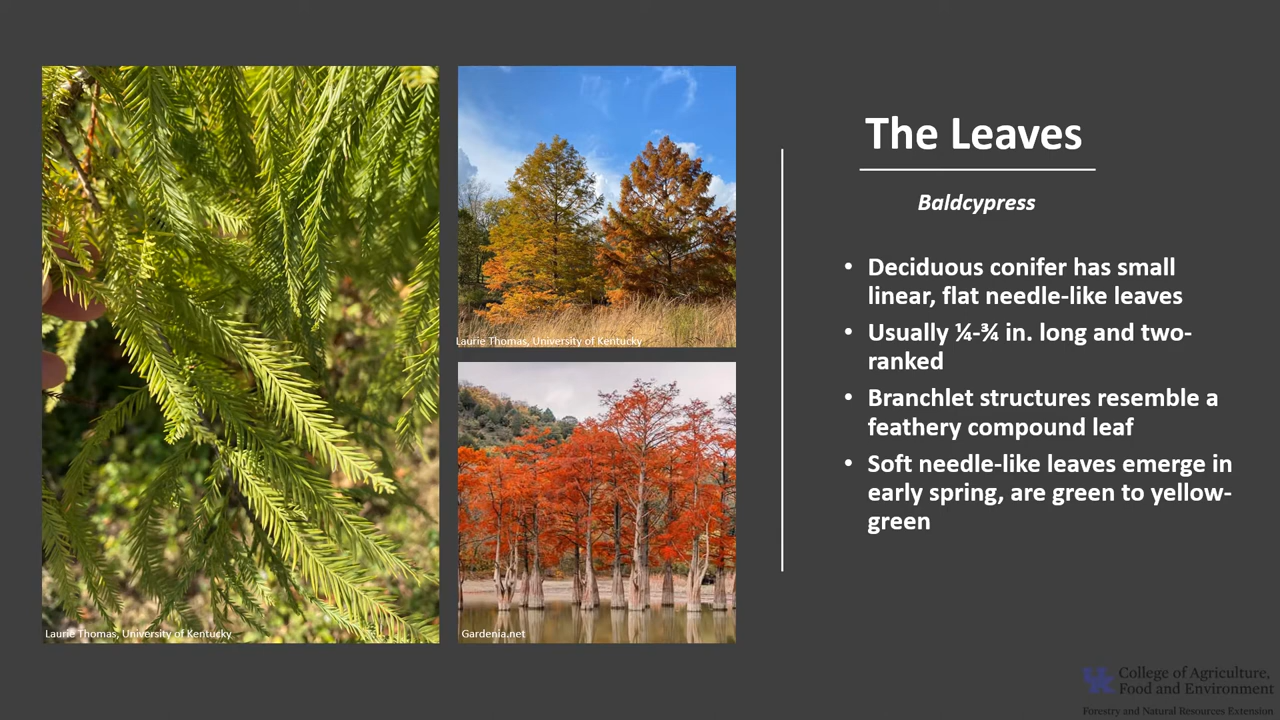 The Leaves
Baldcypress
• Deciduous conifer has small
linear, flat needle-like leaves
• Usually ¼-¾ in. long and two-
ranked
• Branchlet structures resemble a
feathery compound leaf
• Soft needle-like leaves emerge in
early spring, are green to yellow-
green
Laurie Thomas, University of Kentucky
Laurie Thomas, University of Kentucky
Gardenia.net
UK
College of Agriculture,
Food and Environment
Forestry and Natural Resources Extension